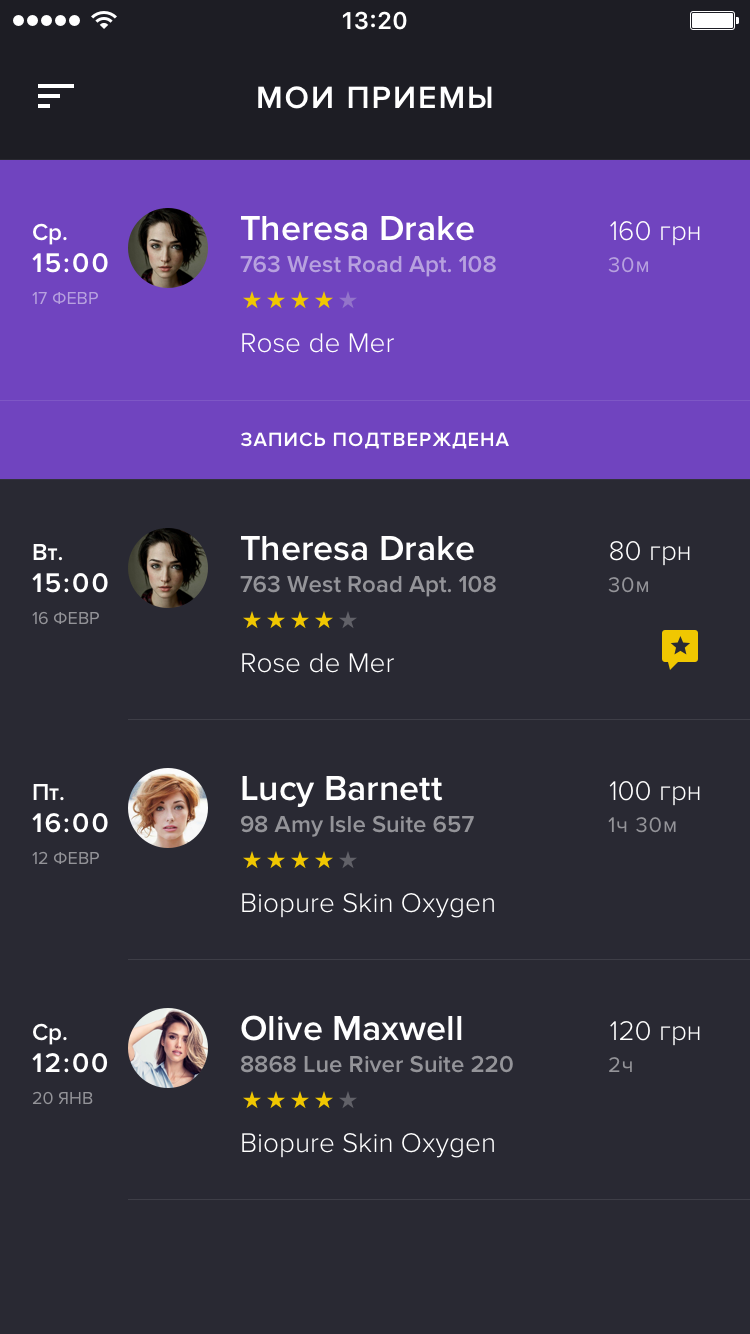 13:20
МОИ ПРИЕМЫ
Ср.
15:00
17 ФЕВР
Theresa Drake
763 West Road Apt. 108
Rose de Mer
160 грн
30м
ЗАПИСЬ ПОДТВЕРЖДЕНА
Вт.
15:00
16 ФЕВР
Theresa Drake
763 West Road Apt. 108
Rose de Mer
80 грн
30м
Пт.
16:00
12 ФЕВР
Lucy Barnett
98 Amy Isle Suite 657
Biopure Skin Oxygen
100 грн
1ч 30м
Ср.
12:00
20 ЯНВ
Olive Maxwell
8868 Lue River Suite 220
Biopure Skin Oxygen
120 грн
2ч